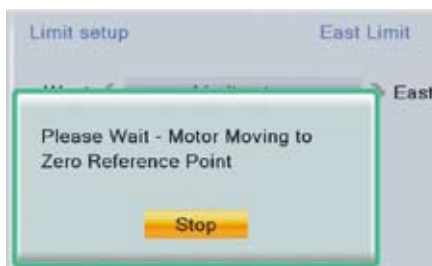 Limit setup East Limit
East
Please Wait - Motor Moving to
Zero Reference Point
Stop